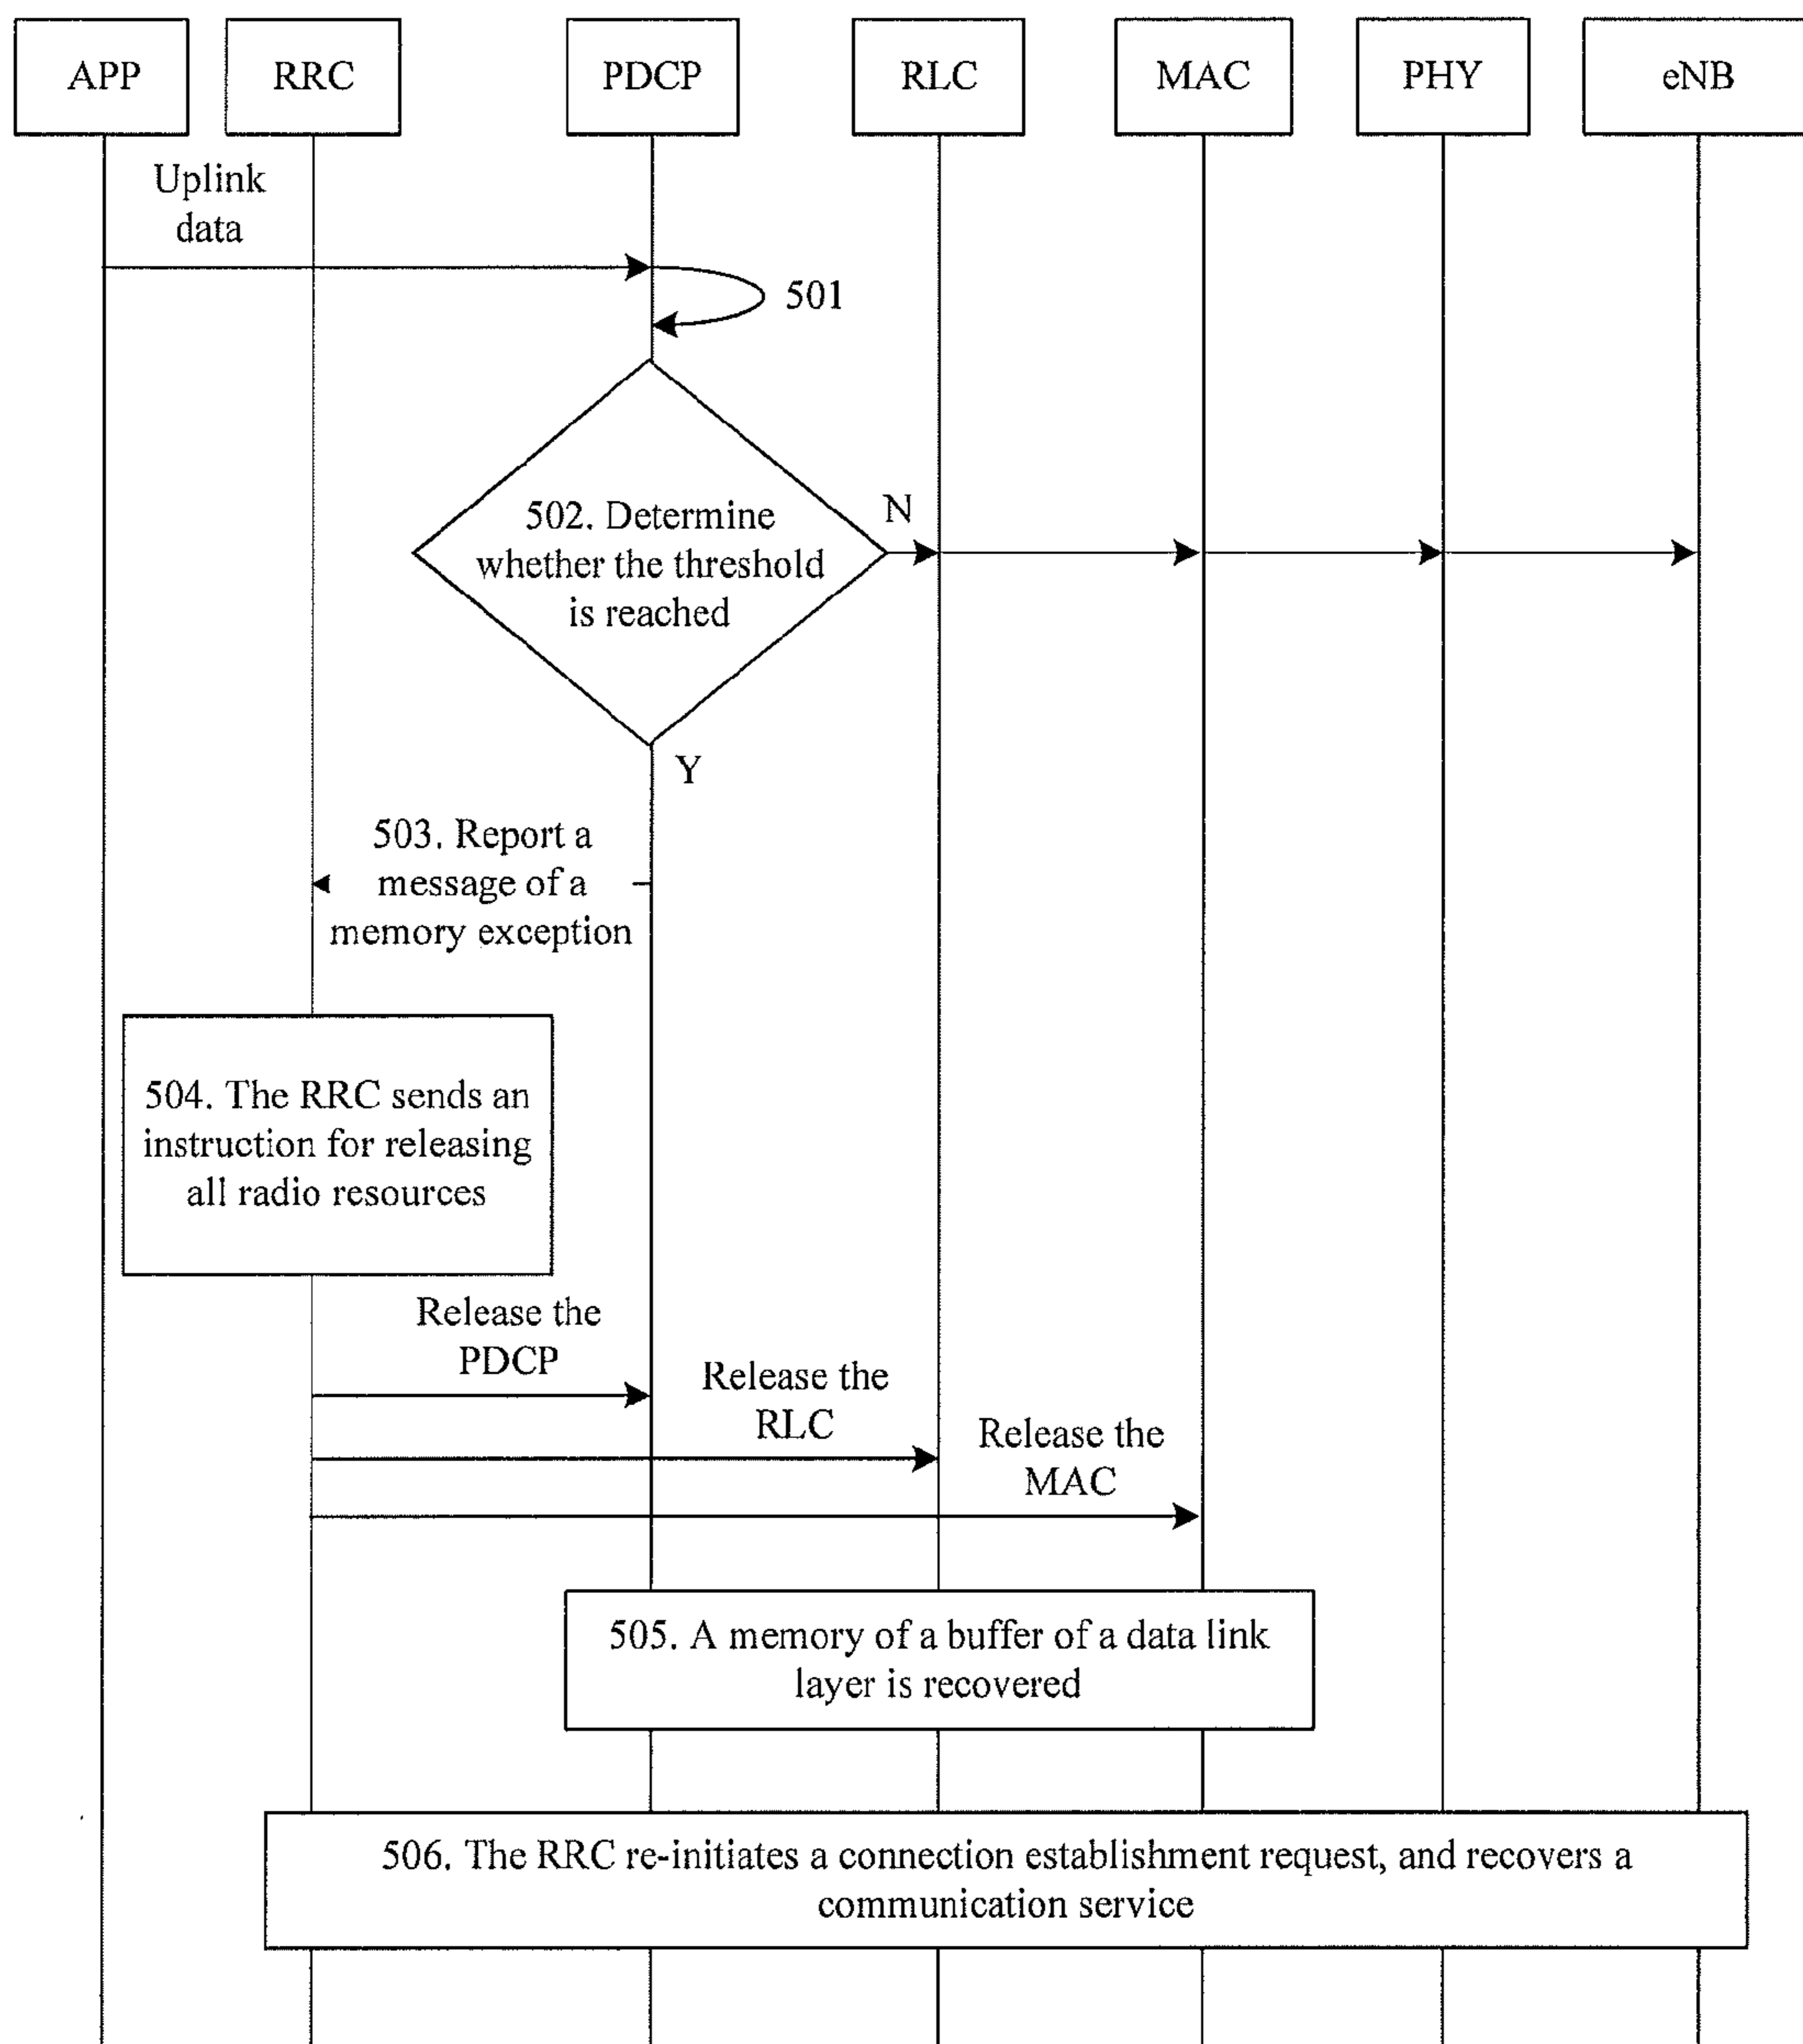 APP
RRC
PDCP
RLC
MAC
PHY
eNB
Uplink
data
501
502. Determine
whether the threshold
is reached
N
Y
503. Report a
message of a
memory exception
504. The RRC sends an
instruction for releasing
all radio resources
Release the
PDCP
Release the
RLC
Release the
MAC
505. A memory of a buffer of a data link
layer is recovered
506. The RRC re-initiates a connection establishment request, and recovers a
communication service